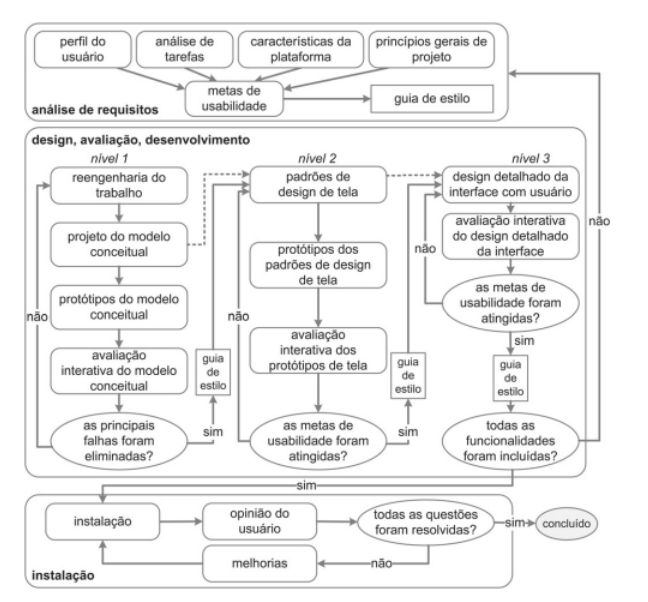 perfil do
usuário
análise de
tarefas
características da
plataforma
princípios gerais de
projeto
metas de
usabilidade
guia de estilo
análise de requisitos
design, avaliação, desenvolvimento
nível 1
nível 2
nível 3
reengenharia do
trabalho
projeto do modelo
conceitual
protótipos do modelo
conceitual
avaliação
interativa do modelo
conceitual
as principais
falhas foram
eliminadas?
não
sim
guia
de
estilo
padrões de
design de tela
protótipos dos
padrões de design
de tela
avaliação
interativa dos
protótipos de tela
as metas de
usabilidade foram
atingidas?
não
sim
guia
de
estilo
design detalhado da
interface com usuário
avaliação interativa
do design detalhado
da interface
as metas de
usabilidade foram
atingidas?
não
sim
guia
de
estilo
todas as
funcionalidades
foram incluídas?
não
sim
instalação
opinião do
usuário
todas as questões
foram resolvidas?
sim
concluído
não
melhorias
instalação